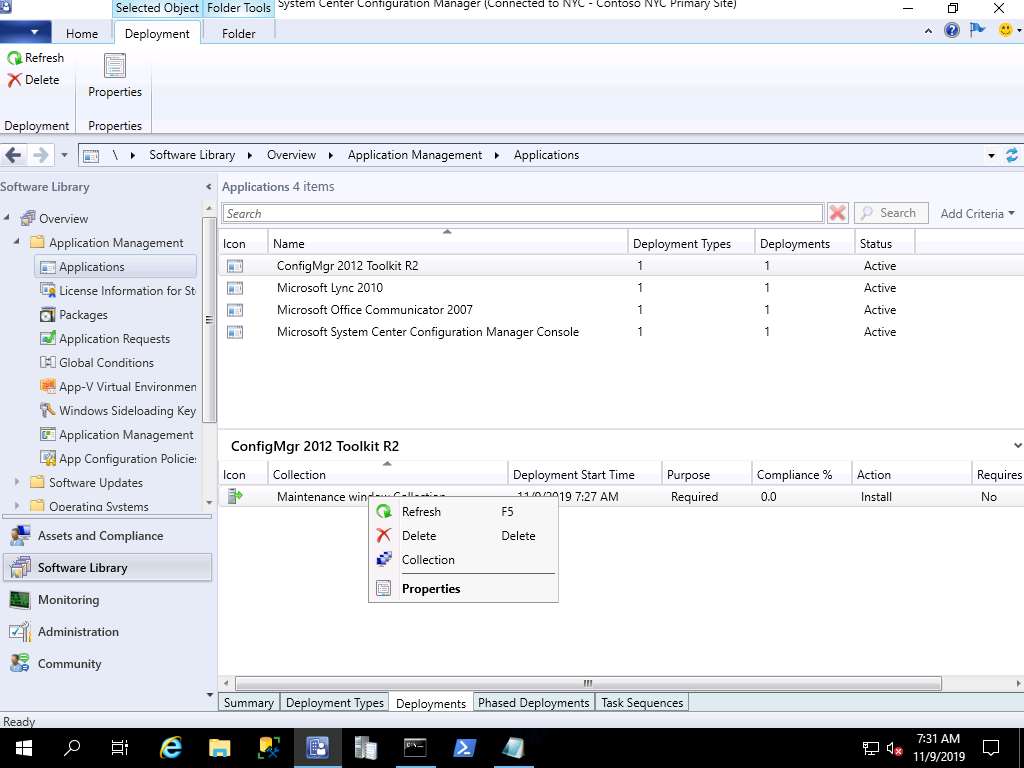 Selected Object Folder Tools System Center Configuration Manager (Connected to NYC - Contoso NYC Primary Site)
Home Deployment Folder
Refresh
Delete
Properties
Deployment Properties
\ Software Library Overview Application Management Applications
Software Library
Applications 4 items
Search Search Add Criteria
Icon Name Deployment Types Deployments Status
ConfigMgr 2012 Toolkit R2 1 1 Active
Microsoft Lync 2010 1 1 Active
Microsoft Office Communicator 2007 1 1 Active
Microsoft System Center Configuration Manager Console 1 1 Active
Overview
Application Management
Applications
License Information for St
Packages
Application Requests
Global Conditions
App-V Virtual Environmen
Windows Sideloading Key
Application Management
App Configuration Policies
Software Updates
Operating Systems
Assets and Compliance
Software Library
Monitoring
Administration
Community
ConfigMgr 2012 Toolkit R2
Icon Collection Deployment Start Time Purpose Compliance % Action Requires
Maintenance window Collection 11/9/2019 7:27 AM Required 0.0 Install No
Refresh F5
Delete Delete
Collection
Properties
Summary Deployment Types Deployments Phased Deployments Task Sequences
Ready
7:31 AM
11/9/2019